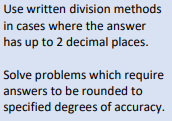 Use written division methods
in cases where the answer
has up to 2 decimal places.
Solve problems which require
answers to be rounded to
specified degrees of accuracy.